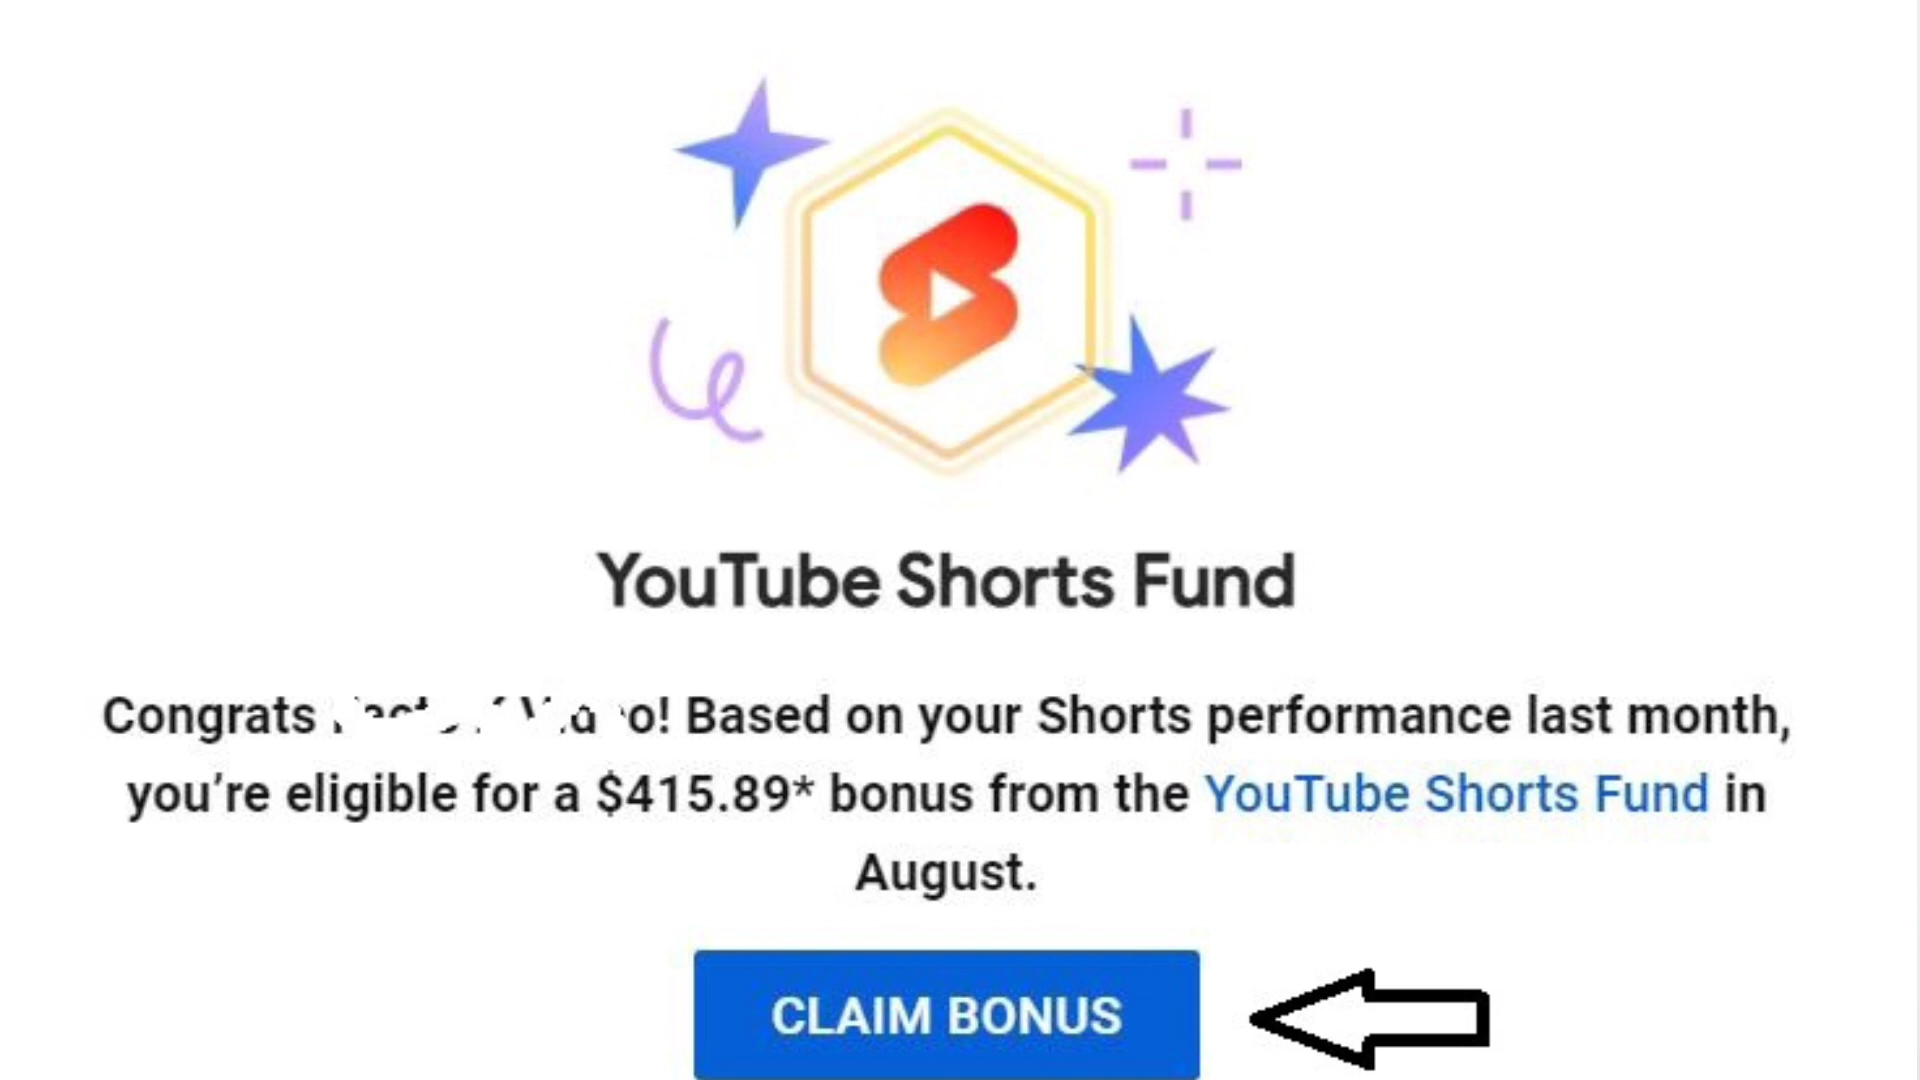 YouTube Shorts Fund
Congrats o! Based on your Shorts performance last month,
you’re eligible for a $415.89* bonus from the YouTube Shorts Fund in
August.
CLAIM BONUS